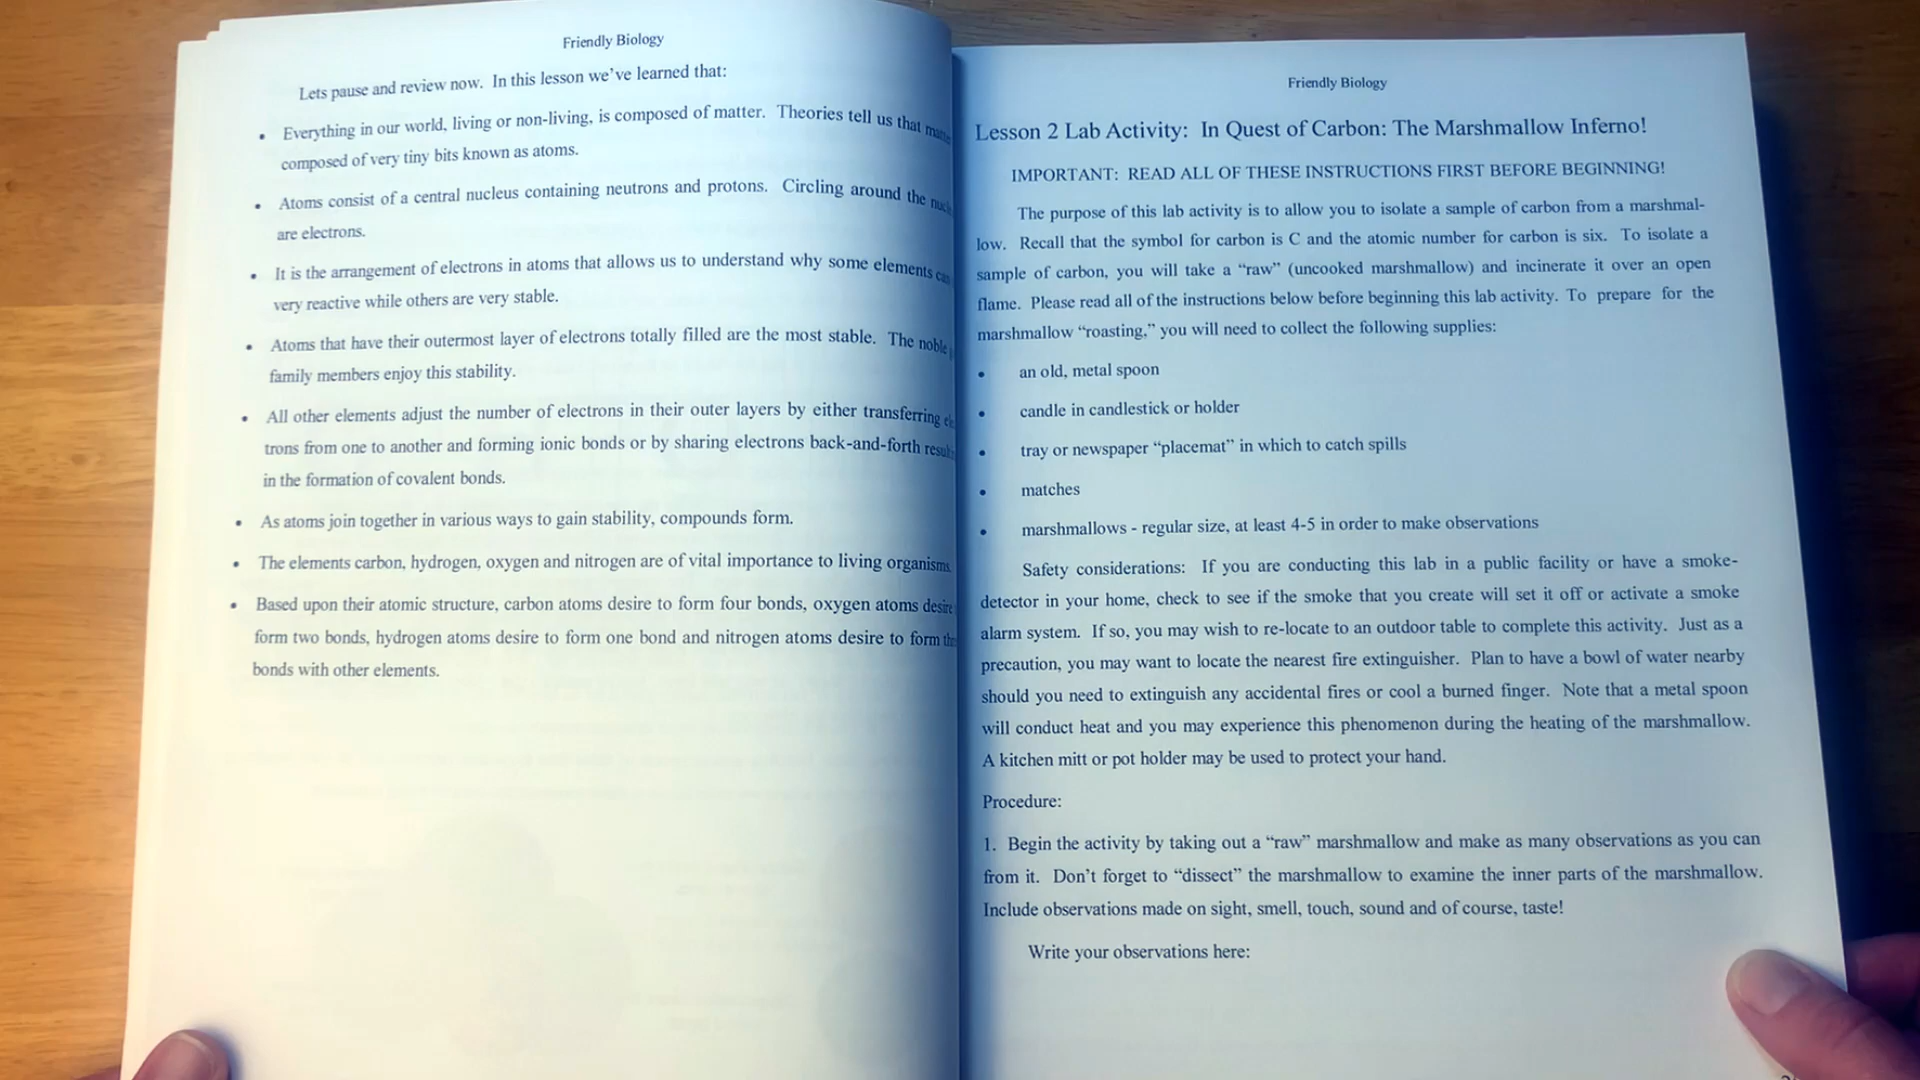 Friendly Biology
Lets pause and review now. In this lesson we've learned that:
• Everything in our world, living or non-living, is composed of matter. Theories tell us that
composed of very tiny bits known as atoms.
• Atoms consist of a central nucleus containing neutrons and protons. Circling around the
are electrons.
• It is the arrangement of electrons in atoms that allows us to understand why some elements can
very reactive while others are very stable.
• Atoms that have their outermost layer of electrons totally filled are the most stable. The noble
family members enjoy this stability.
• All other elements adjust the number of electrons in their outer layers by either transferring
trons from one to another and forming ionic bonds or by sharing electrons back-and-forth
in the formation of covalent bonds.
• As atoms join together in various ways to gain stability, compounds form.
• The elements carbon, hydrogen, oxygen and nitrogen are of vital importance to living organisms.
• Based upon their atomic structure, carbon atoms desire to form four bonds, oxygen atoms desire
form two bonds, hydrogen atoms desire to form one bond and nitrogen atoms desire to form
bonds with other elements.
Friendly Biology
Lesson 2 Lab Activity: In Quest of Carbon: The Marshmallow Inferno!
IMPORTANT: READ ALL OF THESE INSTRUCTIONS FIRST BEFORE BEGINNING!
The purpose of this lab activity is to allow you to isolate a sample of carbon from a marshmal-
low. Recall that the symbol for carbon is C and the atomic number for carbon is six. To isolate a
sample of carbon, you will take a “raw” (uncooked marshmallow) and incinerate it over an open
flame. Please read all of the instructions below before beginning this lab activity. To prepare for the
marshmallow “roasting,” you will need to collect the following supplies:
• an old, metal spoon
• candle in candlestick or holder
• tray or newspaper “placemat” in which to catch spills
• matches
• marshmallows - regular size, at least 4-5 in order to make observations
Safety considerations: If you are conducting this lab in a public facility or have a smoke-
detector in your home, check to see if the smoke that you create will set it off or activate a smoke
alarm system. If so, you may wish to re-locate to an outdoor table to complete this activity. Just as a
precaution, you may want to locate the nearest fire extinguisher. Plan to have a bowl of water nearby
should you need to extinguish any accidental fires or cool a burned finger. Note that a metal spoon
will conduct heat and you may experience this phenomenon during the heating of the marshmallow.
A kitchen mitt or pot holder may be used to protect your hand.
Procedure:
1. Begin the activity by taking out a “raw” marshmallow and make as many observations as you can
from it. Don't forget to “dissect” the marshmallow to examine the inner parts of the marshmallow.
Include observations made on sight, smell, touch, sound and of course, taste!
Write your observations here: